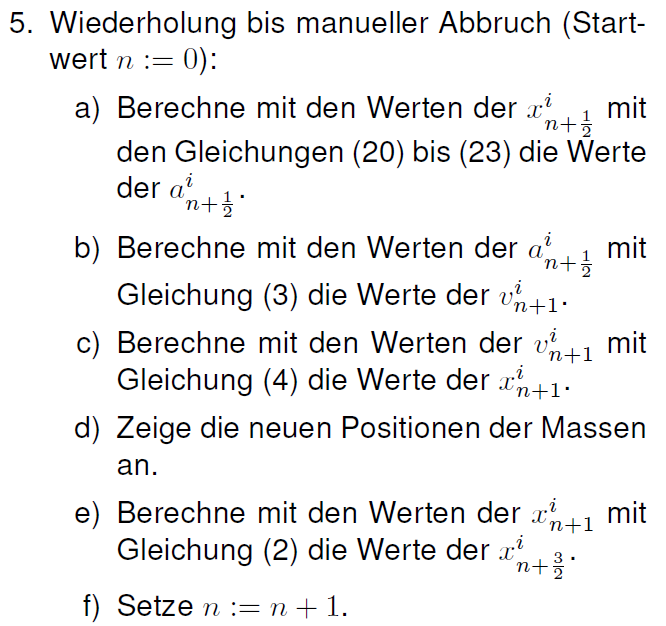 5. Wiederholung bis manueller Abbruch (Start-
wert n := 0):
a) Berechne mit den Werten der x^i_{n+\frac{1}{2}} mit
den Gleichungen (20) bis (23) die Werte
der a^i_{n+\frac{1}{2}}.
b) Berechne mit den Werten der a^i_{n+\frac{1}{2}} mit
Gleichung (3) die Werte der v^i_{n+1}.
c) Berechne mit den Werten der v^i_{n+1} mit
Gleichung (4) die Werte der x^i_{n+1}.
d) Zeige die neuen Positionen der Massen
an.
e) Berechne mit den Werten der x^i_{n+1} mit
Gleichung (2) die Werte der x^i_{n+\frac{3}{2}}.
f) Setze n := n + 1.